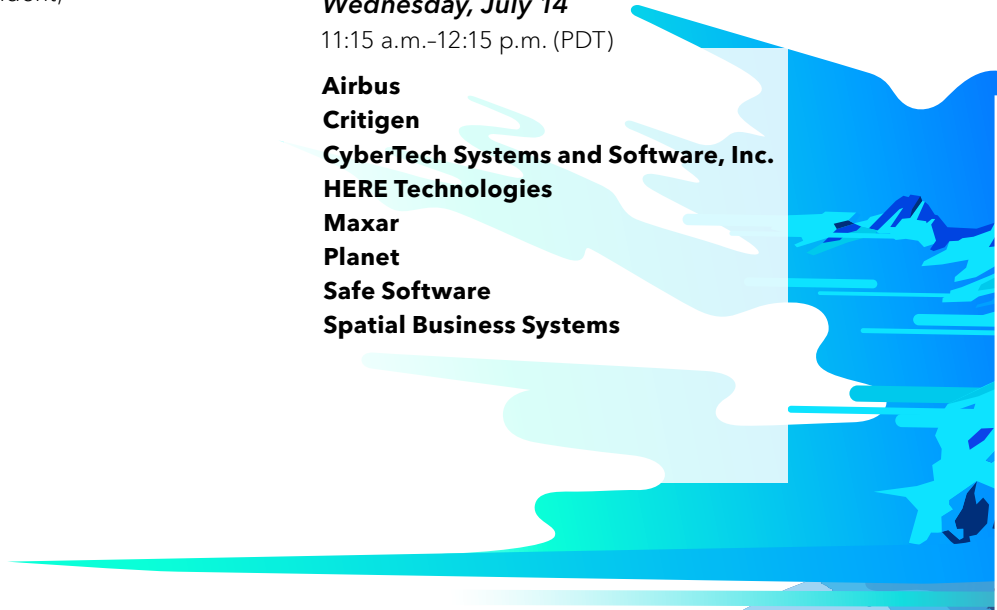 Wednesday, July 14
11:15 a.m.–12:15 p.m. (PDT)
Airbus
Critigen
CyberTech Systems and Software, Inc.
HERE Technologies
Maxar
Planet
Safe Software
Spatial Business Systems